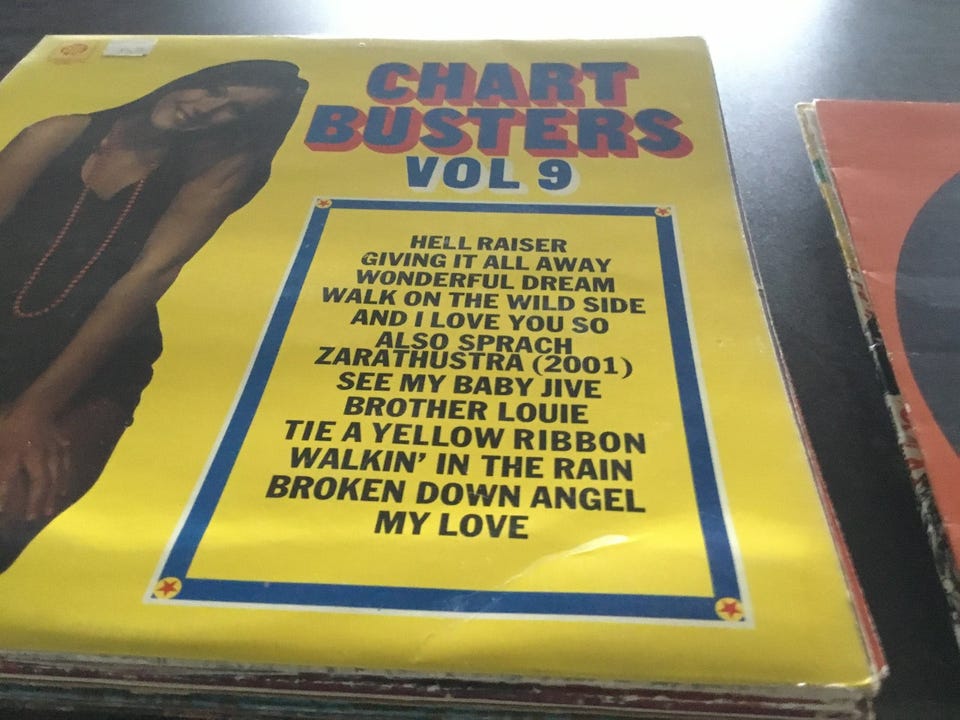 CHART
BUSTERS
VOL 9
HELL RAISER
GIVING IT ALL AWAY
WONDERFUL DREAM
WALK ON THE WILD SIDE
AND I LOVE YOU SO
ALSO SPRACH
ZARATHUSTRA (2001)
SEE MY BABY JIVE
BROTHER LOUIE
TIE A YELLOW RIBBON
WALKIN' IN THE RAIN
BROKEN DOWN ANGEL
MY LOVE